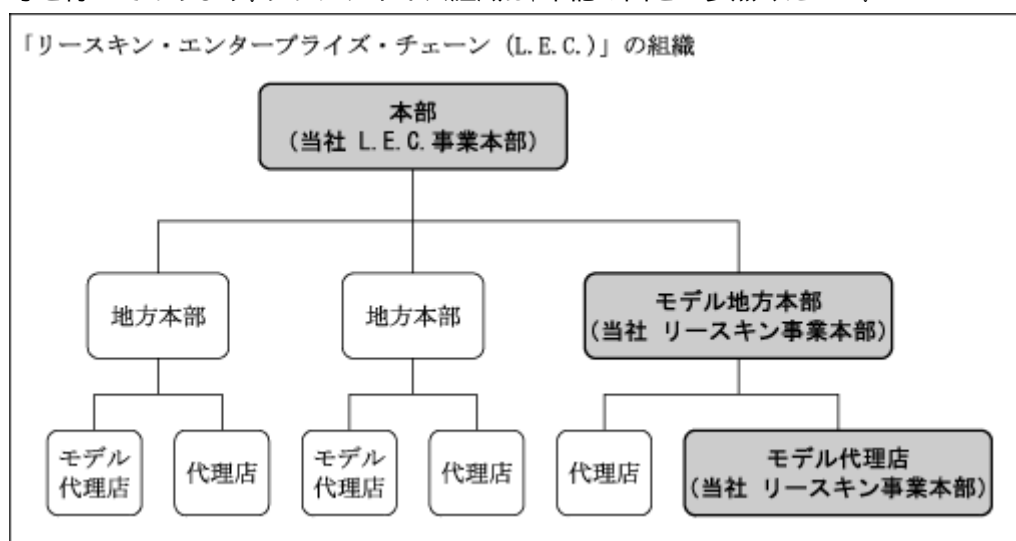 「リースキン・エンタープライズ・チェーン (L.E.C.)」の組織
本部
(当社 L.E.C.事業本部)
地方本部
地方本部
モデル地方本部
(当社 リースキン事業本部)
モデル
代理店
代理店
モデル
代理店
代理店
代理店
モデル代理店
(当社 リースキン事業本部)